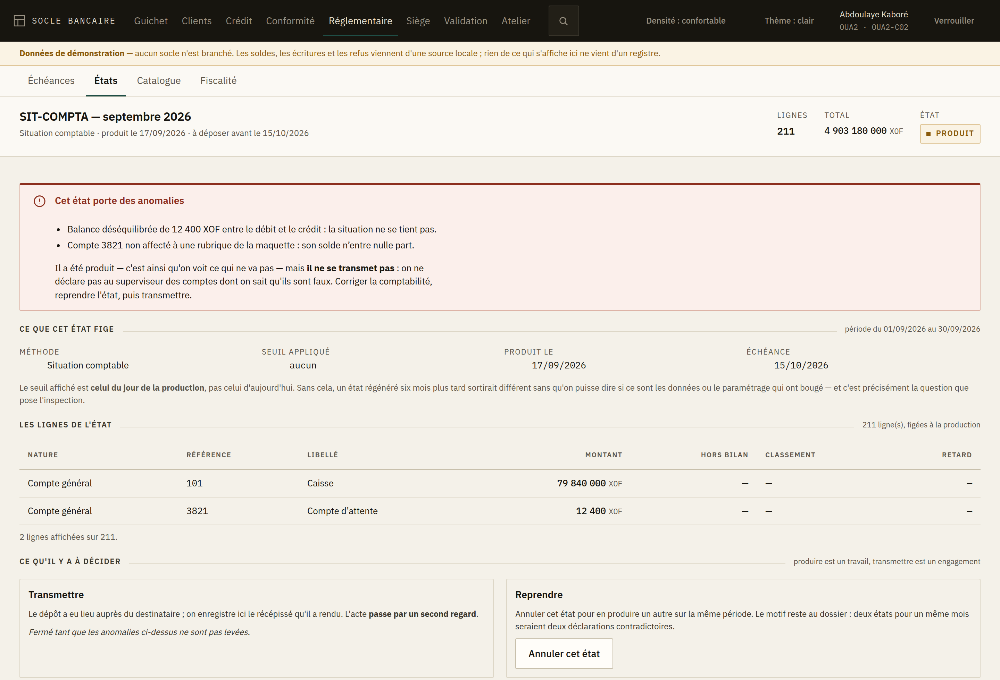 SOCLE BANCAIRE
Guichet Clients Crédit Conformité Réglementaire Siège Validation Atelier
Densité : confortable
Thème : clair
Abdoulaye Kaboré
OUA2 · OUA2-C02
Verrouiller
Données de démonstration — aucun socle n'est branché. Les soldes, les écritures et les refus viennent d'une source locale ; rien de ce qui s'affiche ici ne vient d'un registre.
Échéances États Catalogue Fiscalité
SIT-COMPTA — septembre 2026
Situation comptable · produit le 17/09/2026 · à déposer avant le 15/10/2026
LIGNES TOTAL ÉTAT
211 4 903 180 000 XOF PRODUIT
Cet état porte des anomalies
• Balance déséquilibrée de 12 400 XOF entre le débit et le crédit : la situation ne se tient pas.
• Compte 3821 non affecté à une rubrique de la maquette : son solde n’entre nulle part.
Il a été produit — c'est ainsi qu'on voit ce qui ne va pas — mais il ne se transmet pas : on ne
déclare pas au superviseur des comptes dont on sait qu'ils sont faux. Corriger la comptabilité,
reprendre l'état, puis transmettre.
CE QUE CET ÉTAT FIGE période du 01/09/2026 au 30/09/2026
MÉTHODE SEUIL APPLIQUÉ PRODUIT LE ÉCHÉANCE
Situation comptable aucun 17/09/2026 15/10/2026
Le seuil affiché est celui du jour de la production, pas celui d'aujourd'hui. Sans cela, un état régénéré six mois plus tard sortirait différent sans qu'on puisse dire si ce sont les données ou le paramétrage qui ont bougé — et c'est précisément la question que
pose l'inspection.
LES LIGNES DE L'ÉTAT 211 ligne(s), figées à la production
NATURE RÉFÉRENCE LIBELLÉ MONTANT HORS BILAN CLASSEMENT RETARD
Compte général 101 Caisse 79 840 000 XOF — — —
Compte général 3821 Compte d’attente 12 400 XOF — — —
2 lignes affichées sur 211.
CE QU'IL Y A À DÉCIDER produire est un travail, transmettre est un engagement
Transmettre
Le dépôt a eu lieu auprès du destinataire ; on enregistre ici le récépissé qu'il a rendu. L'acte passe par un second regard.
Fermé tant que les anomalies ci-dessus ne sont pas levées.
Reprendre
Annuler cet état pour en produire un autre sur la même période. Le motif reste au dossier : deux états pour un même mois
seraient deux déclarations contradictoires.
Annuler cet état